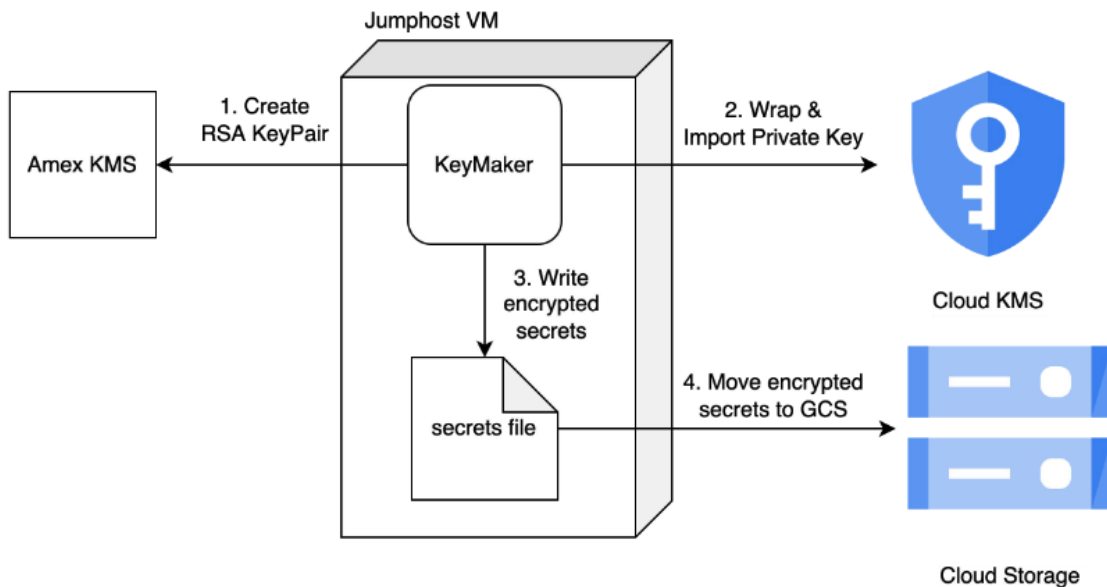 Jumphost VM
1. Create
RSA KeyPair
2. Wrap &
Import Private Key
Amex KMS
KeyMaker
3. Write
encrypted
secrets
Cloud KMS
4. Move encrypted
secrets to GCS
secrets file
Cloud Storage